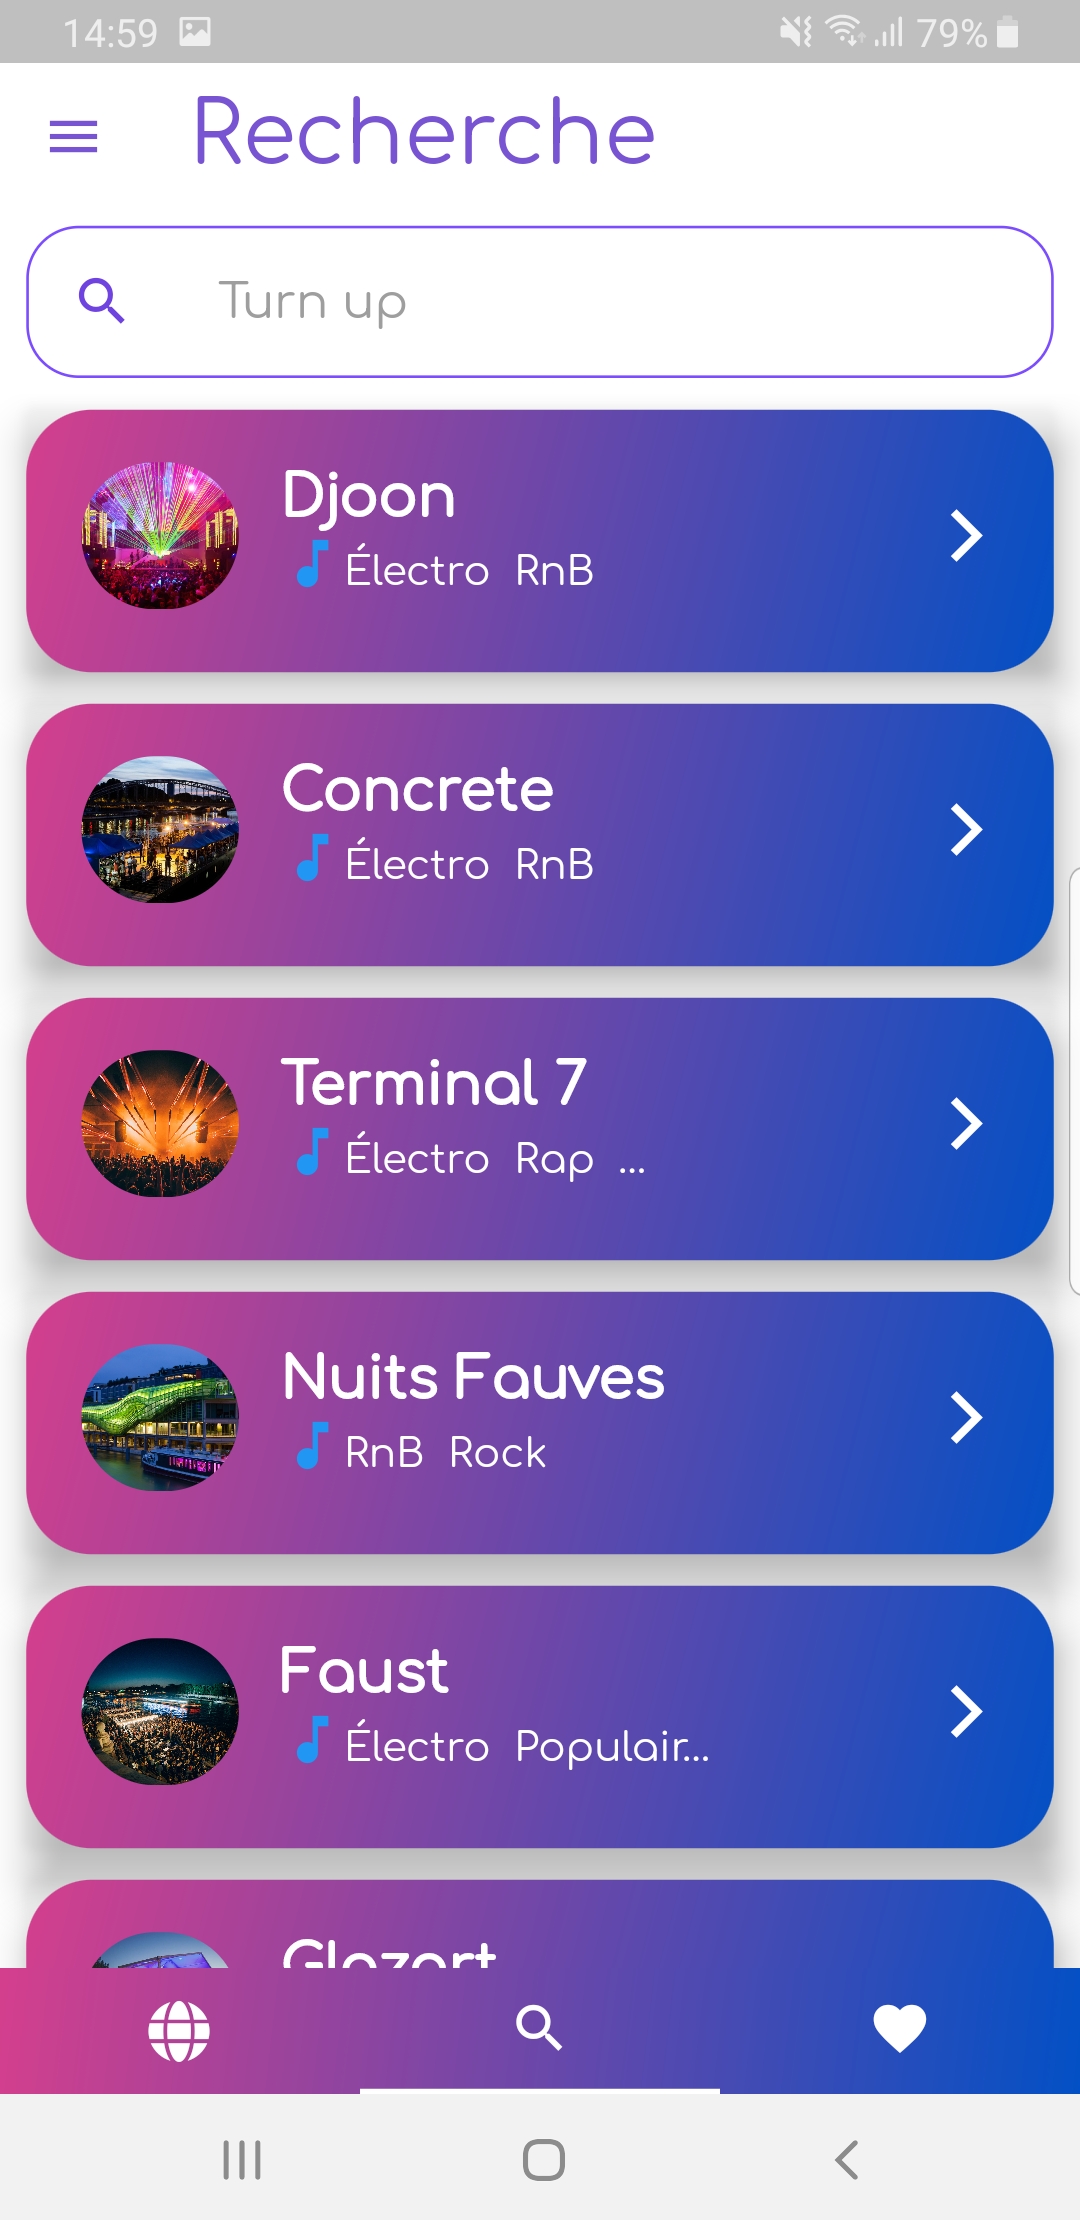 14:59 79%
Recherche
Turn up
Djoon
Électro RnB
Concrete
Électro RnB
Terminal 7
Électro Rap ...
Nuits Fauves
RnB Rock
Faust
Électro Populair...
Glazart